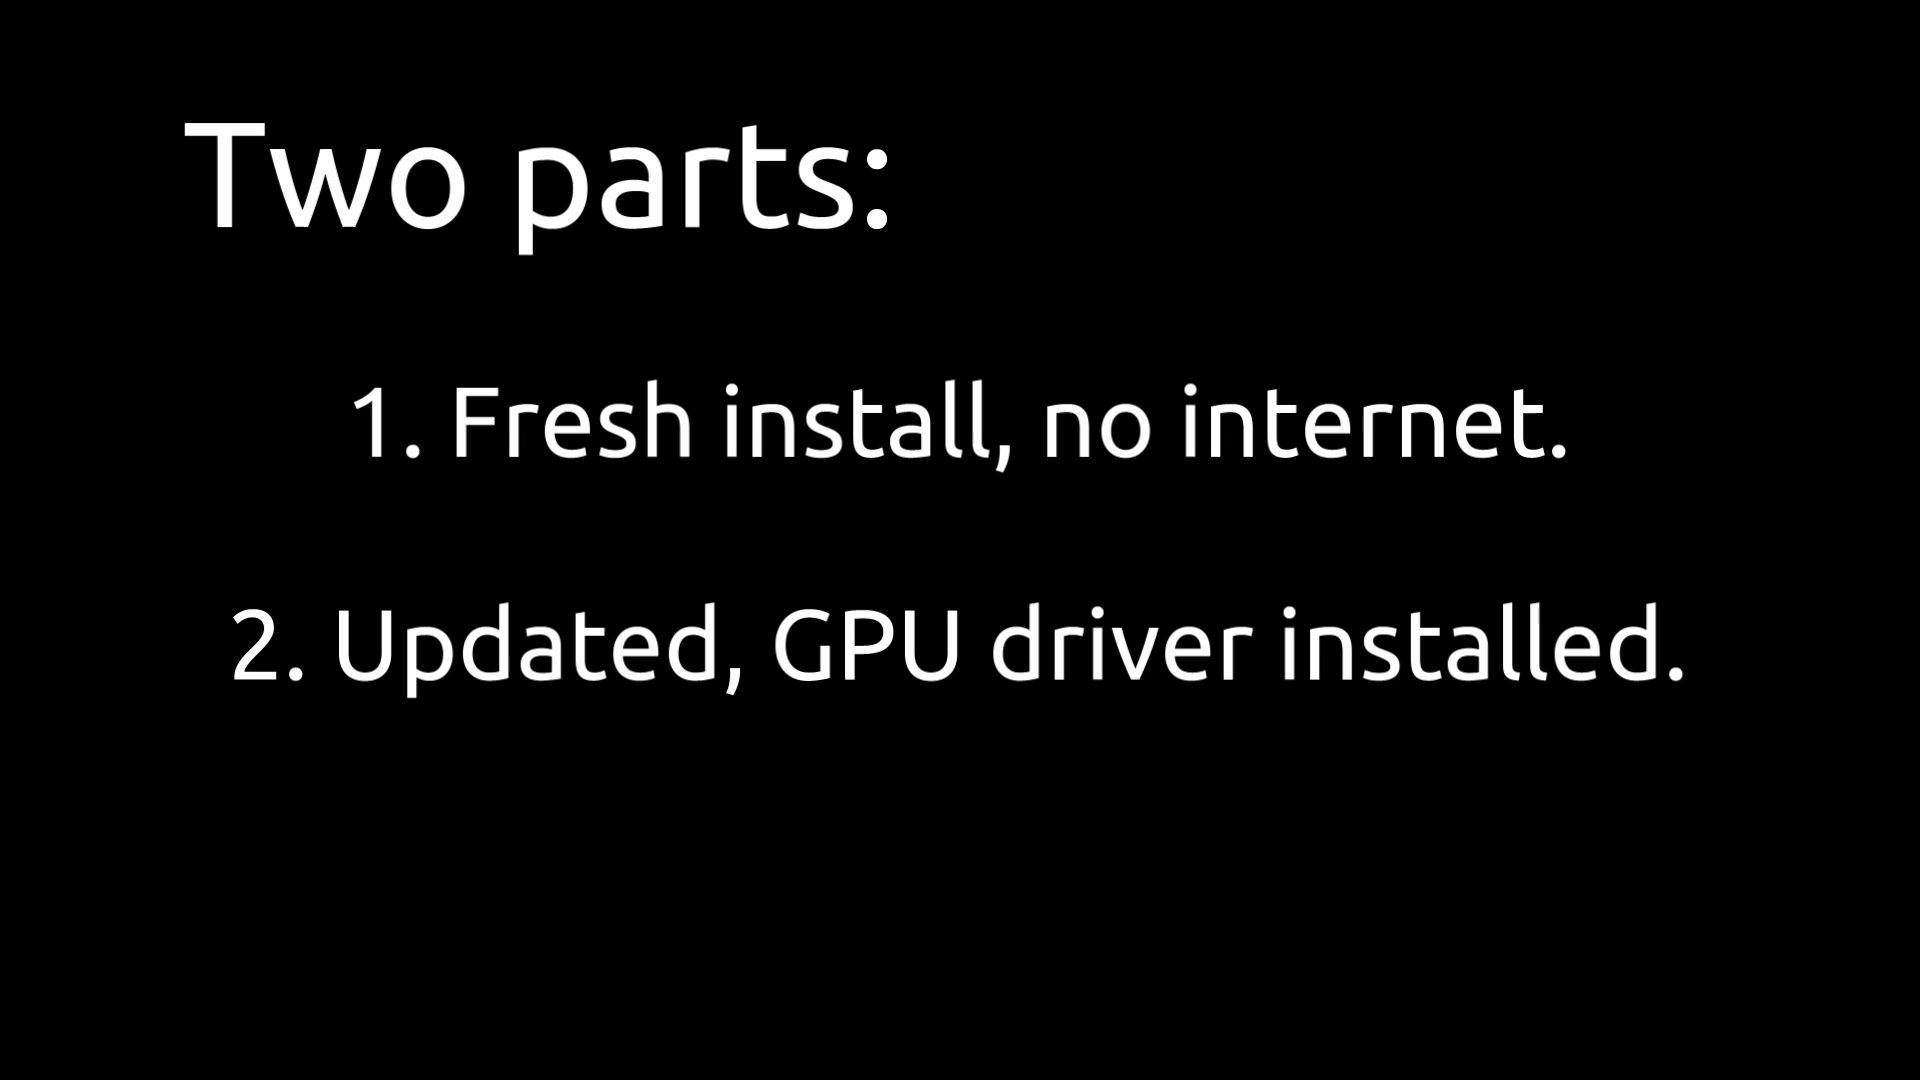 Two parts:
1. Fresh install, no internet.
2. Updated, GPU driver installed.